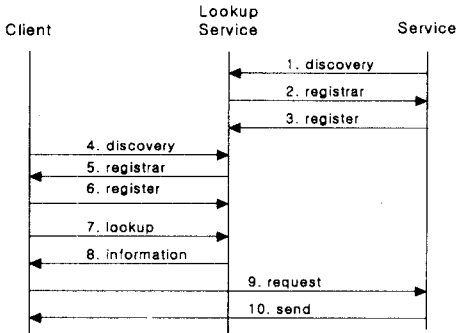 Client
Lookup
Service
Service
1. discovery
2. registrar
3. register
4. discovery
5. registrar
6. register
7. lookup
8. information
9. request
10. send